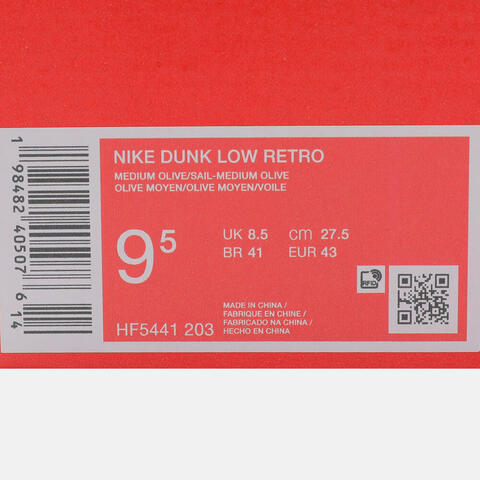 NIKE DUNK LOW RETRO
MEDIUM OLIVE/SAIL-MEDIUM OLIVE
OLIVE MOYEN/OLIVE MOYEN/VOILE
9⁵
UK 8.5 cm 27.5
BR 41 EUR 43
RFID
MADE IN CHINA /
FABRIQUE EN CHINE /
FABRICADO NA CHINA /
HECHO EN CHINA
HF5441 203
1 98482 40507 6 14